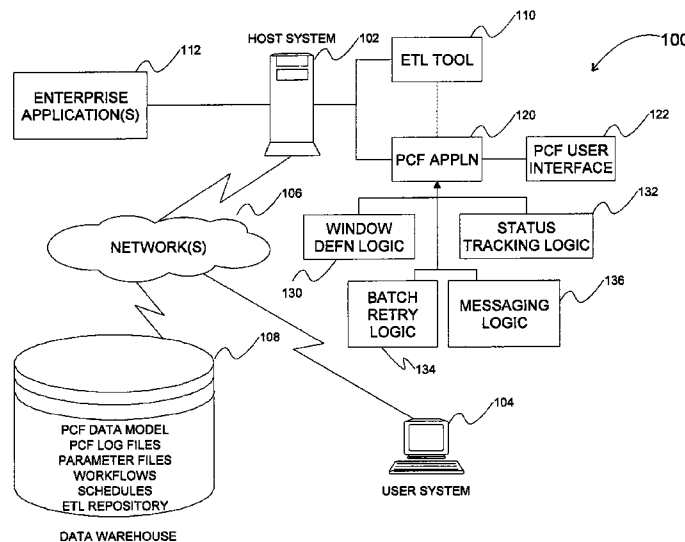 HOST SYSTEM
102
110
ETL TOOL
100
112
ENTERPRISE
APPLICATION(S)
120
PCF APPLN
122
PCF USER
INTERFACE
106
NETWORK(S)
WINDOW
DEFN LOGIC
130
STATUS
TRACKING LOGIC
132
BATCH
RETRY
LOGIC
134
MESSAGING
LOGIC
136
108
PCF DATA MODEL
PCF LOG FILES
PARAMETER FILES
WORKFLOWS
SCHEDULES
ETL REPOSITORY
DATA WAREHOUSE
104
USER SYSTEM